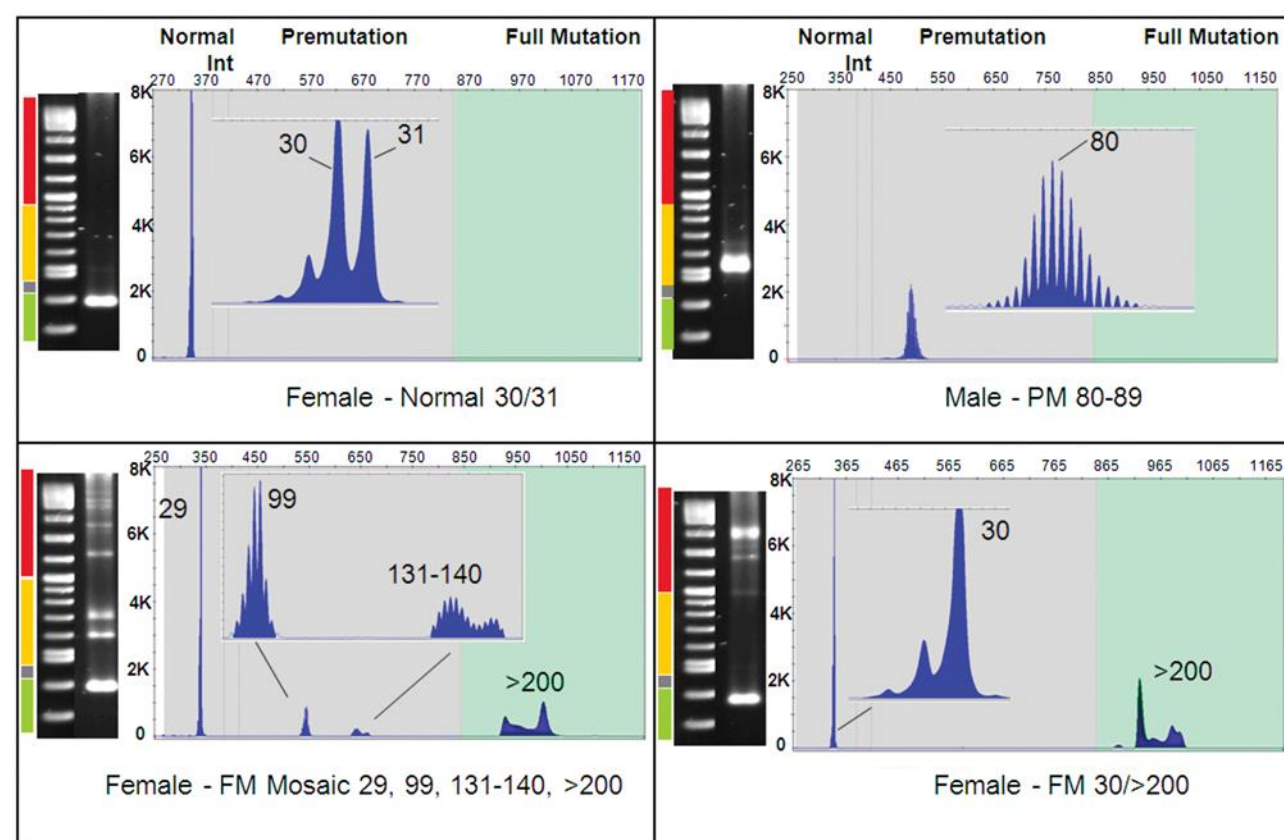 Normal Premutation Full Mutation
Int
270 370 470 570 670 770 870 970 1070 1170
8K
6K
4K
2K
0
30
31
Female - Normal 30/31
Normal Premutation Full Mutation
Int
250 350 450 550 650 750 850 950 1050 1150
8K
6K
4K
2K
0
80
Male - PM 80-89
250 350 450 550 650 750 850 950 1050 1150
8K
6K
4K
2K
0
29
99
131-140
>200
Female - FM Mosaic 29, 99, 131-140, >200
265 365 465 565 665 765 865 965 1065 1165
8K
6K
4K
2K
0
30
>200
Female - FM 30/>200